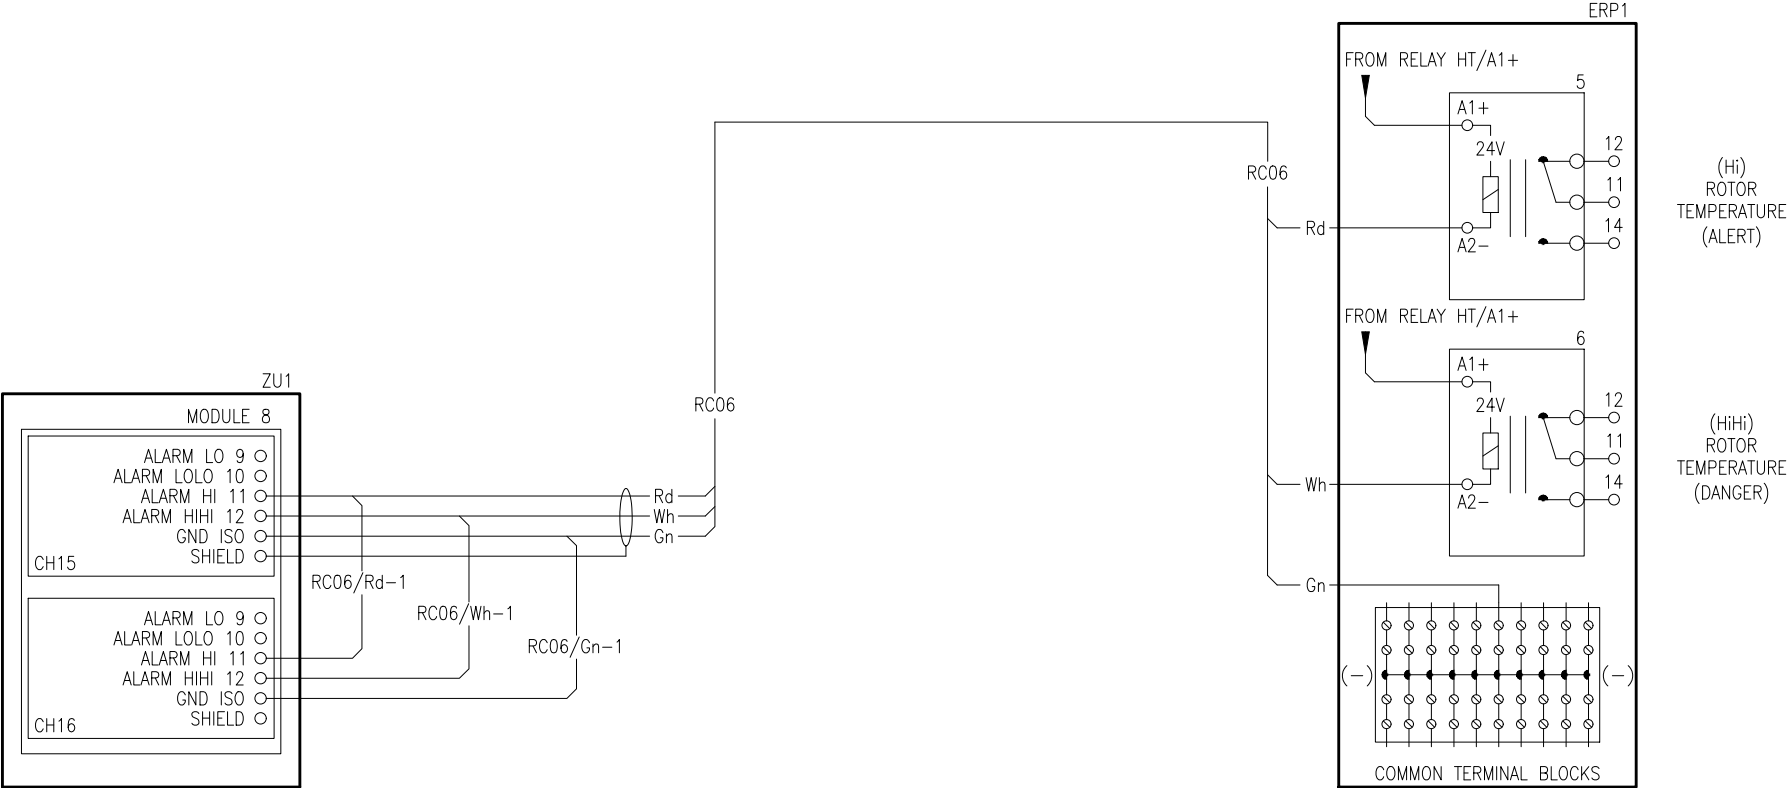 ERP1
FROM RELAY HT/A1+
5
A1+
24V
12
11
14
A2-
RC06
Rd
(Hi)
ROTOR
TEMPERATURE
(ALERT)
FROM RELAY HT/A1+
6
A1+
24V
12
11
14
A2-
Wh
(HiHi)
ROTOR
TEMPERATURE
(DANGER)
ZU1
MODULE 8
ALARM LO 9
ALARM LOLO 10
ALARM HI 11
ALARM HIHI 12
GND ISO
SHIELD
CH15
RC06
Rd
Wh
Gn
RC06/Rd-1
RC06/Wh-1
RC06/Gn-1
ALARM LO 9
ALARM LOLO 10
ALARM HI 11
ALARM HIHI 12
GND ISO
SHIELD
CH16
Gn
(-)
(-)
COMMON TERMINAL BLOCKS